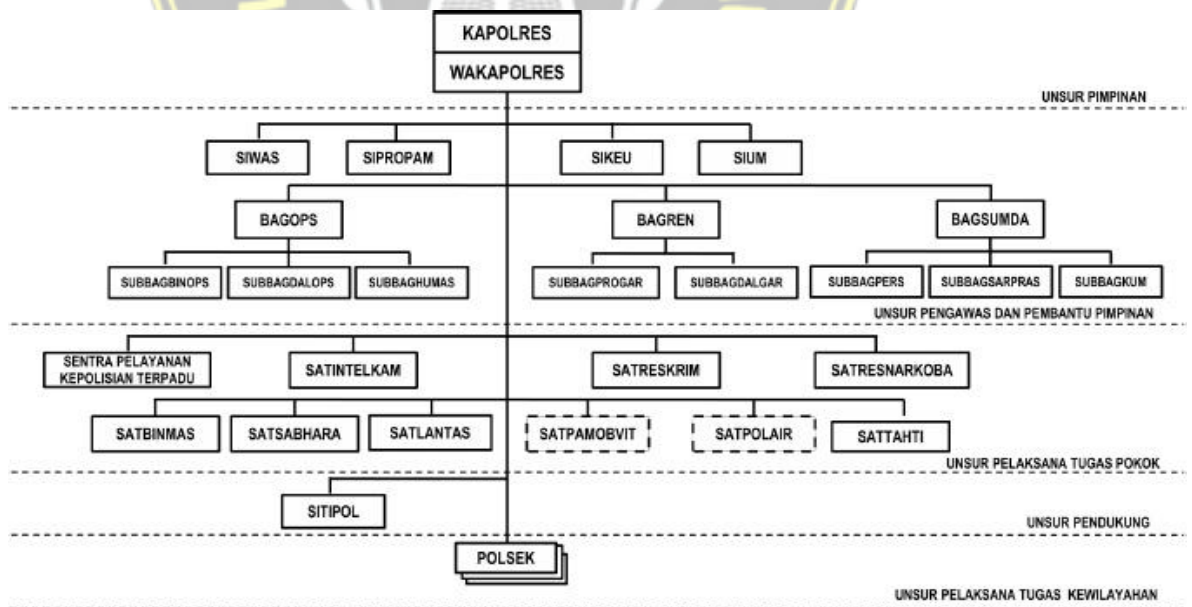 KAPOLRES
WAKAPOLRES
UNSUR PIMPINAN
SIWAS
SIPROPAM
SIKEU
SIUM
BAGOPS
BAGREN
BAGSUMDA
SUBBAGBINOPS
SUBBAGDALOPS
SUBBAGHUMAS
SUBBAGPROGAR
SUBBAGDALGAR
SUBBAGPERS
SUBBAGSARPRAS
SUBBAGKUM
UNSUR PENGAWAS DAN PEMBANTU PIMPINAN
SENTRA PELAYANAN
KEPOLISIAN TERPADU
SATINTELKAM
SATRESKRIM
SATRESNARKOBA
SATBINMAS
SATSABHARA
SATLANTAS
SATPAMOBVIT
SATPOLAIR
SATTAHTI
UNSUR PELAKSANA TUGAS POKOK
SITIPOL
UNSUR PENDUKUNG
POLSEK
UNSUR PELAKSANA TUGAS KEWILAYAHAN